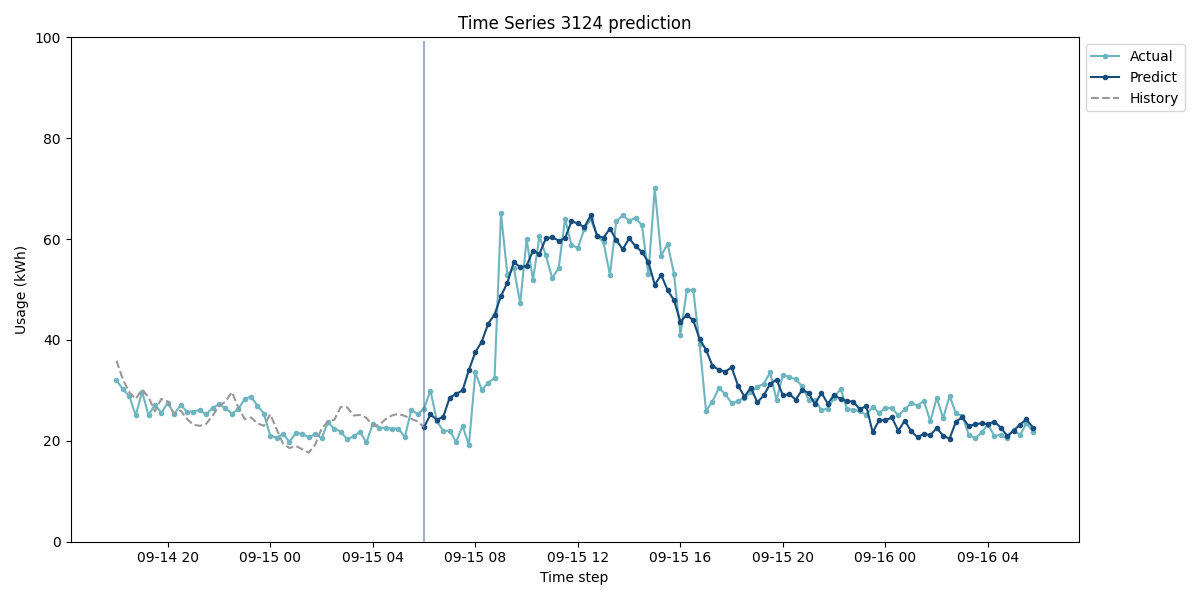 Time Series 3124 prediction
100
80
60
40
20
0
Usage (kWh)
09-14 20
09-15 00
09-15 04
09-15 08
09-15 12
09-15 16
09-15 20
09-16 00
09-16 04
Time step
Actual
Predict
History